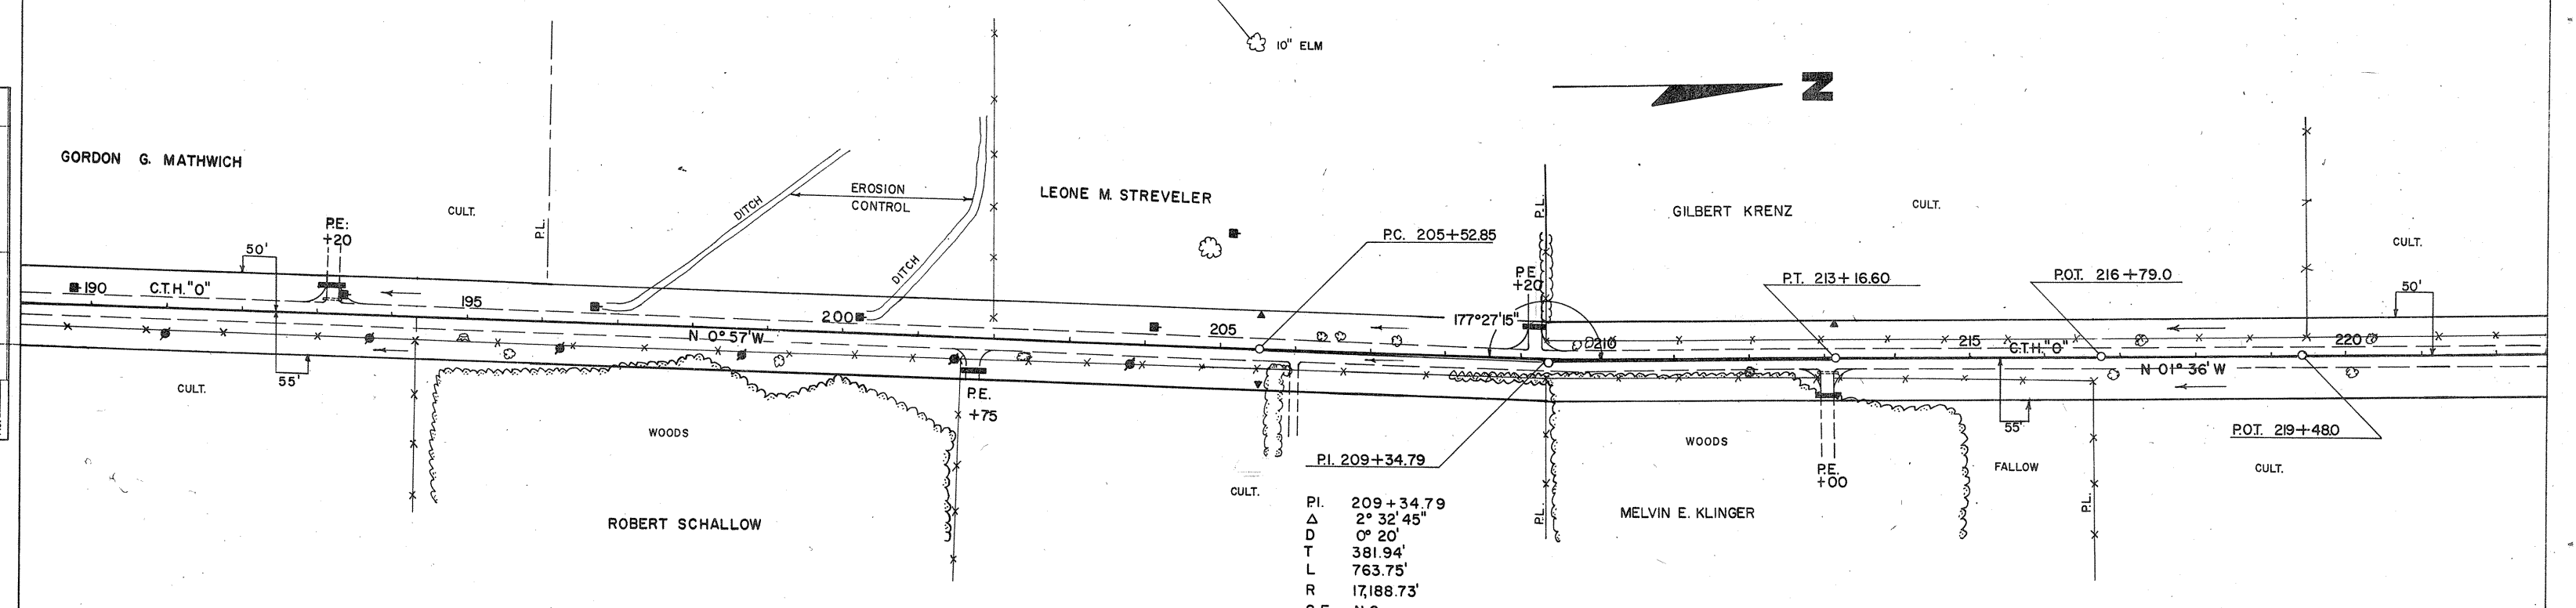 10" ELM
N
GORDON G. MATHWICH
CULT.
P.L.
DITCH
EROSION
CONTROL
DITCH
LEONE M. STREVELER
P.L.
GILBERT KRENZ
CULT.
CULT.
P.E.
+20
50'
P.C. 205+52.85
P.E.
+20
P.T. 213+16.60
P.O.T. 216+79.0
50'
190
C.T.H. "O"
195
200
205
177°27'15"
210
215
C.T.H. "O"
220
N 0° 57' W
N 01° 36' W
55'
CULT.
P.E.
+75
WOODS
P.I. 209+34.79
CULT.
WOODS
P.E.
+00
55'
FALLOW
P.L.
P.O.T. 219+48.0
CULT.
ROBERT SCHALLOW
P.L.
MELVIN E. KLINGER
P.I. 209+34.79
△ 2° 32' 45"
D 0° 20'
T 381.94'
L 763.75'
R 17,188.73'